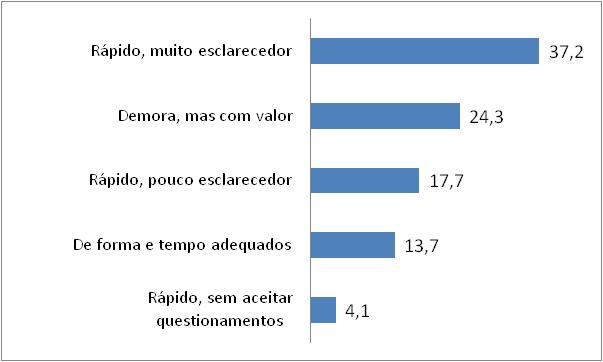 Rápido, muito esclarecedor 37,2
Demora, mas com valor 24,3
Rápido, pouco esclarecedor 17,7
De forma e tempo adequados 13,7
Rápido, sem aceitar
questionamentos 4,1